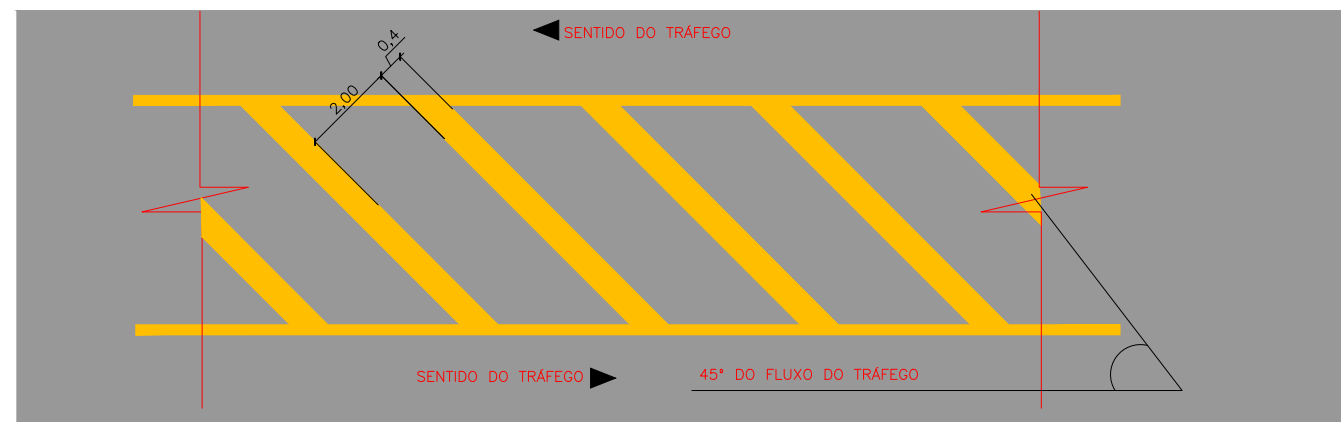 SENTIDO DO TRÁFEGO
0,4
2,00
SENTIDO DO TRÁFEGO
45° DO FLUXO DO TRÁFEGO